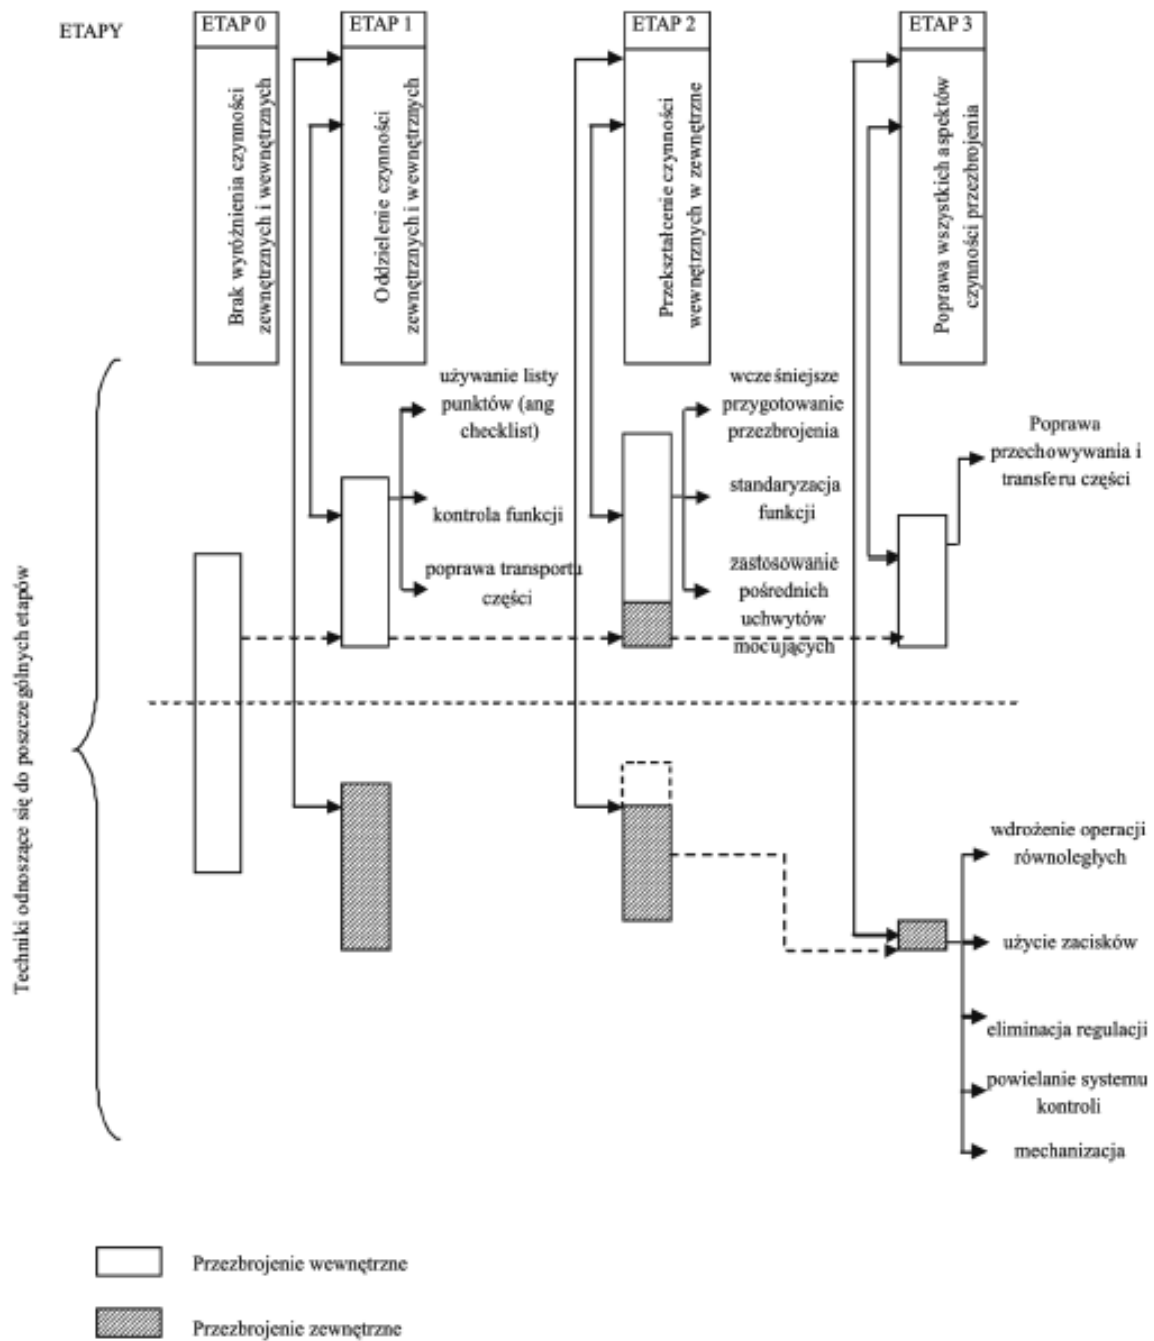 ETAPY
ETAP 0
ETAP 1
ETAP 2
ETAP 3
Brak wyróżnienia czynności
zewnętrznych i wewnętrznych
Oddzielenie czynności
zewnętrznych i wewnętrznych
Przekształcenie czynności
wewnętrznych w zewnętrzne
Poprawa wszystkich aspektów
czynności przezbrojenia
Techniki odnoszące się do poszczególnych etapów
używanie listy
punktów (ang
checklist)
kontrola funkcji
poprawa transportu
części
wcześniejsze
przygotowanie
przezbrojenia
standaryzacja
funkcji
zastosowanie
pośrednich
uchwytów
mocujących
Poprawa
przechowywania i
transferu części
wdrożenie operacji
równoległych
użycie zacisków
eliminacja regulacji
powielanie systemu
kontroli
mechanizacja
Przezbrojenie wewnętrzne
Przezbrojenie zewnętrzne